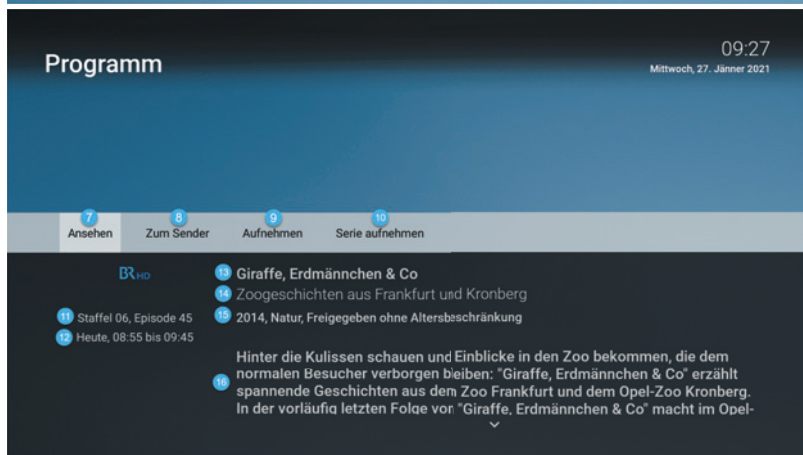 Programm
09:27
Mittwoch, 27. Jänner 2021
7 8 9 10
Ansehen Zum Sender Aufnehmen Serie aufnehmen
BR HD
13 Giraffe, Erdmännchen & Co
14 Zoogeschichten aus Frankfurt und Kronberg
11 Staffel 06, Episode 45
15 2014, Natur, Freigegeben ohne Altersbeschränkung
12 Heute, 08:55 bis 09:45
Hinter die Kulissen schauen und Einblicke in den Zoo bekommen, die dem
normalen Besucher verborgen bleiben: "Giraffe, Erdmännchen & Co" erzählt
16 spannende Geschichten aus dem Zoo Frankfurt und dem Opel-Zoo Kronberg.
In der vorläufig letzten Folge von "Giraffe, Erdmännchen & Co" macht im Opel-